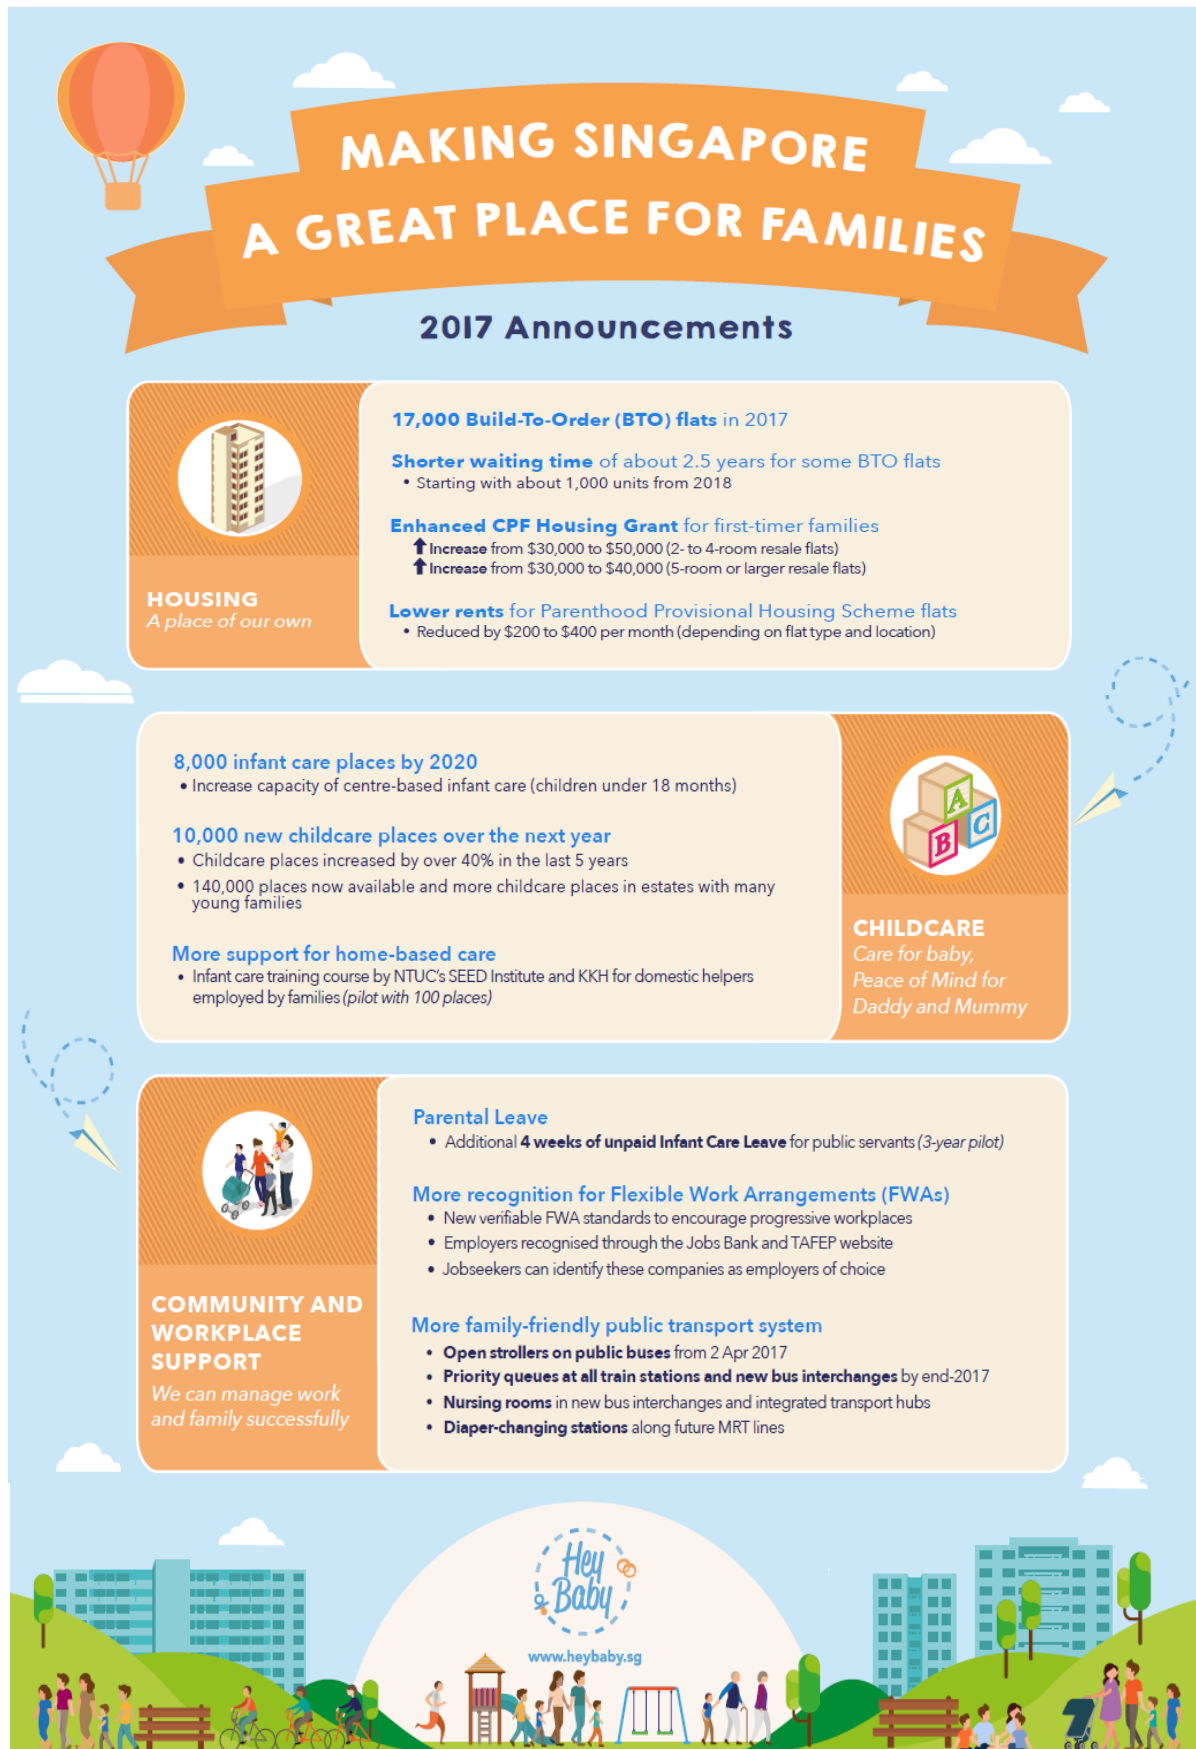 MAKING SINGAPORE
A GREAT PLACE FOR FAMILIES
2017 Announcements
HOUSING
A place of our own
17,000 Build-To-Order (BTO) flats in 2017
Shorter waiting time of about 2.5 years for some BTO flats
• Starting with about 1,000 units from 2018
Enhanced CPF Housing Grant for first-timer families
Increase from $30,000 to $50,000 (2- to 4-room resale flats)
Increase from $30,000 to $40,000 (5-room or larger resale flats)
Lower rents for Parenthood Provisional Housing Scheme flats
• Reduced by $200 to $400 per month (depending on flat type and location)
8,000 infant care places by 2020
• Increase capacity of centre-based infant care (children under 18 months)
10,000 new childcare places over the next year
• Childcare places increased by over 40% in the last 5 years
• 140,000 places now available and more childcare places in estates with many
young families
More support for home-based care
• Infant care training course by NTUC's SEED Institute and KKH for domestic helpers
employed by families (pilot with 100 places)
A
B
C
CHILDCARE
Care for baby,
Peace of Mind for
Daddy and Mummy
COMMUNITY AND
WORKPLACE
SUPPORT
We can manage work
and family successfully
Parental Leave
• Additional 4 weeks of unpaid Infant Care Leave for public servants (3-year pilot)
More recognition for Flexible Work Arrangements (FWAs)
• New verifiable FWA standards to encourage progressive workplaces
• Employers recognised through the Jobs Bank and TAFEP website
• Jobseekers can identify these companies as employers of choice
More family-friendly public transport system
• Open strollers on public buses from 2 Apr 2017
• Priority queues at all train stations and new bus interchanges by end-2017
• Nursing rooms in new bus interchanges and integrated transport hubs
• Diaper-changing stations along future MRT lines
Hey
Baby
www.heybaby.sg